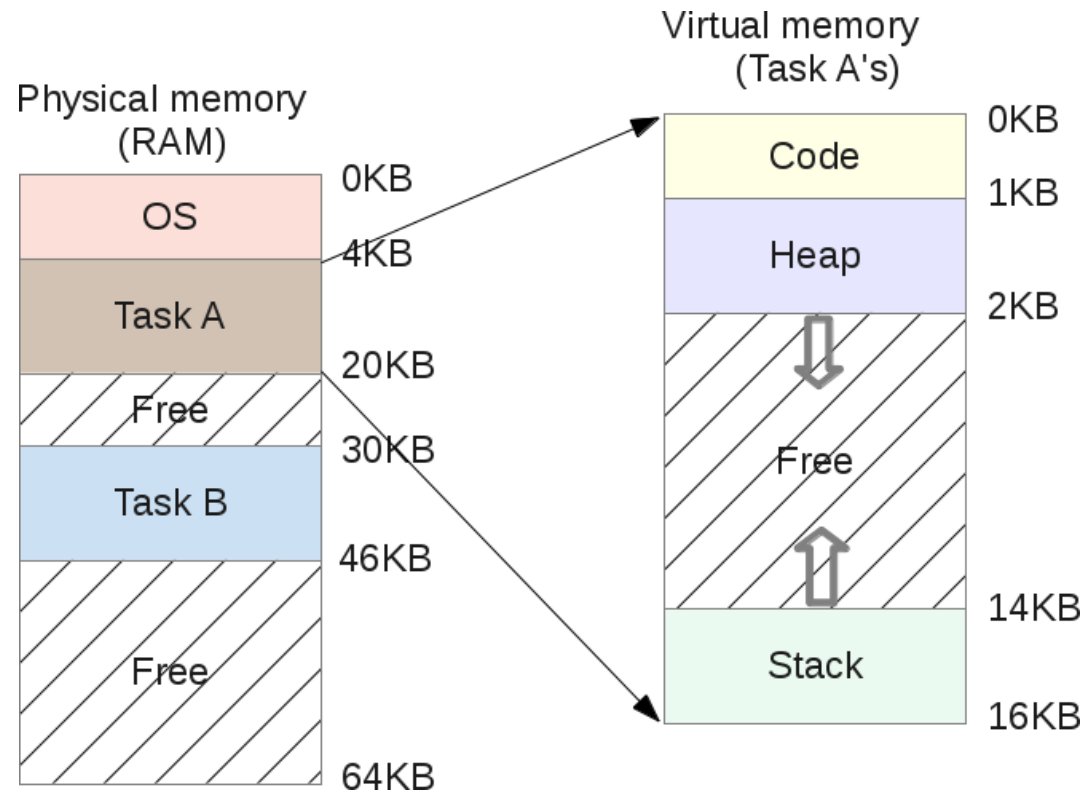 Physical memory
(RAM)
0KB
OS
4KB
Task A
20KB
Free
30KB
Task B
46KB
Free
64KB
Virtual memory
(Task A's)
0KB
Code
1KB
Heap
2KB
Free
14KB
Stack
16KB